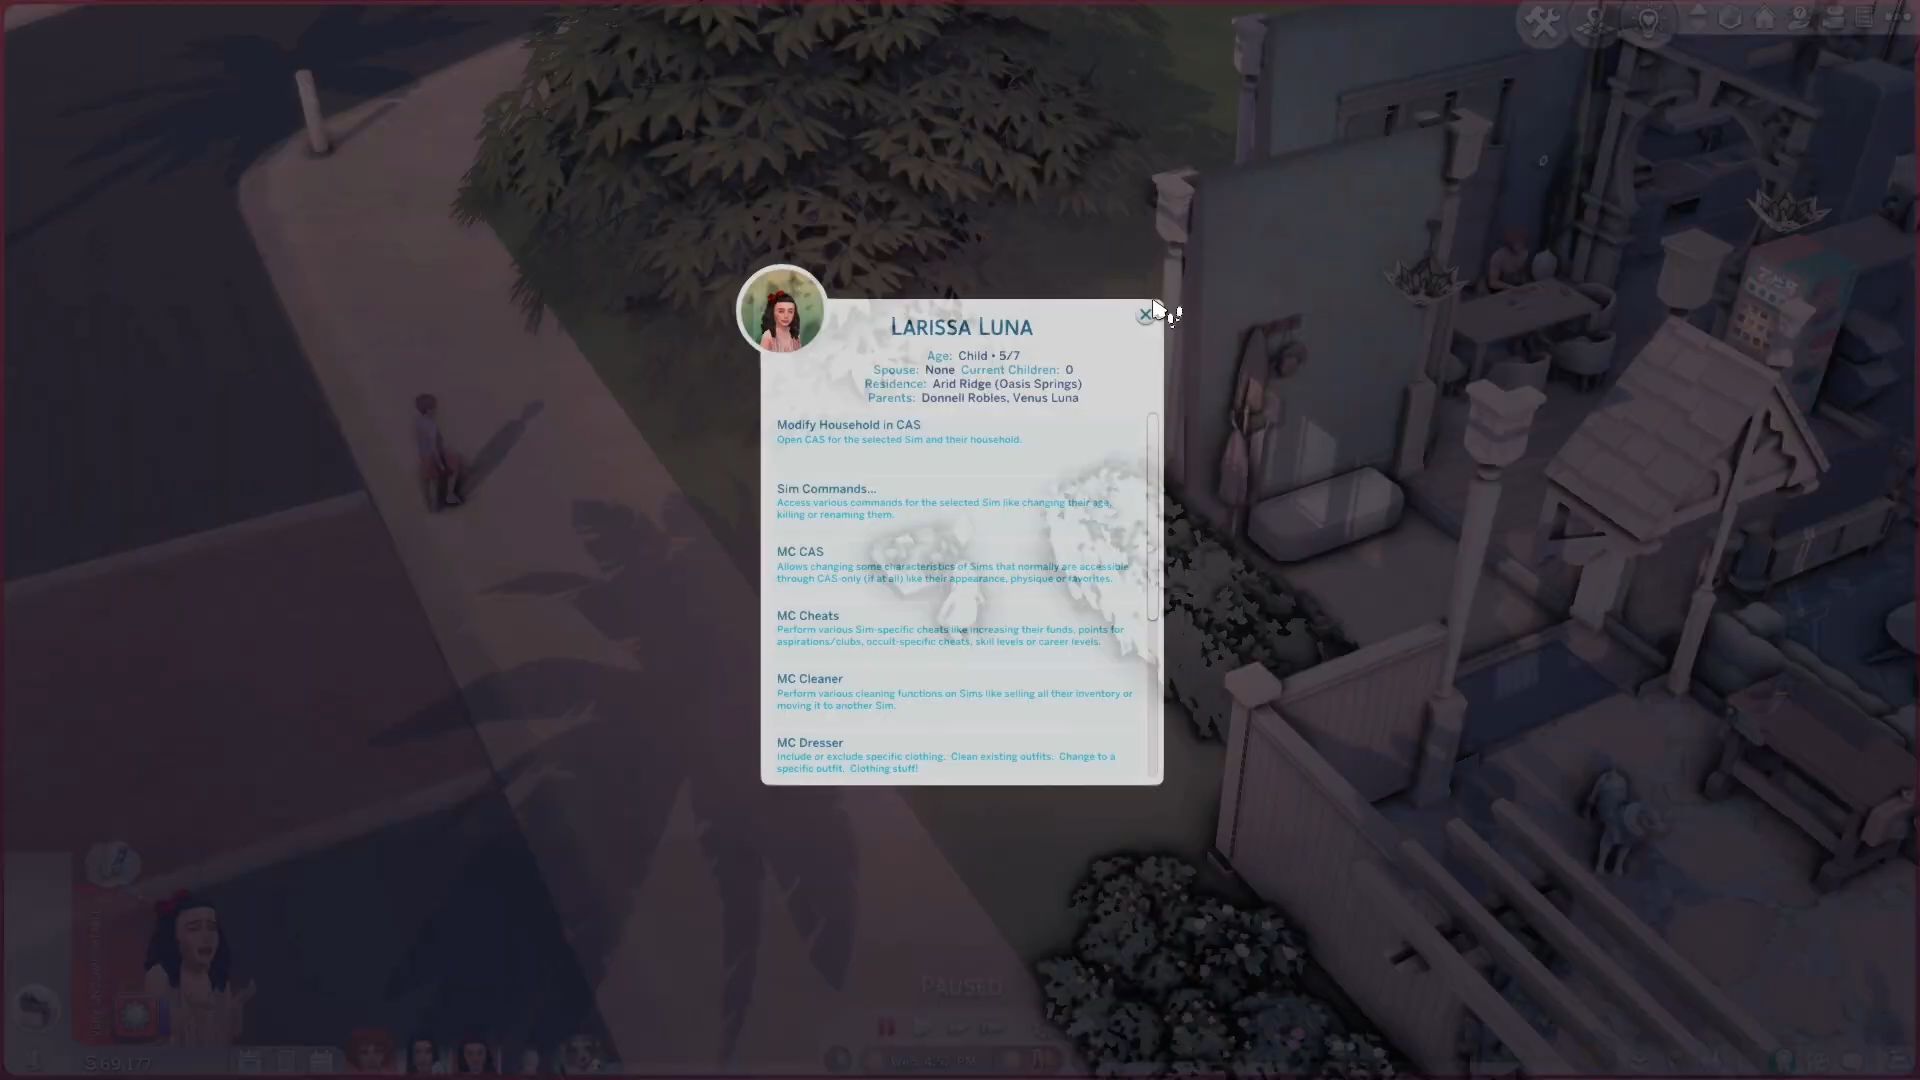 LARISSA LUNA
Age: Child • 5/7
Spouse: None Current Children: 0
Residence: Arid Ridge (Oasis Springs)
Parents: Donnell Robles, Venus Luna
Modify Household in CAS
Open CAS for the selected Sim and their household.
Sim Commands...
Access various commands for the selected Sim like changing their age,
killing or renaming them.
MC CAS
Allows changing some characteristics of Sims that normally are accessible
through CAS-only (if at all) like their appearance, physique or favorites.
MC Cheats
Perform various Sim-specific cheats like increasing their funds, points for
aspirations/clubs, occult-specific cheats, skill levels or career levels.
MC Cleaner
Perform various cleaning functions on Sims like selling all their inventory or
moving it to another Sim.
MC Dresser
Include or exclude specific clothing. Clean existing outfits. Change to a
specific outfit. Clothing stuff!
PAUSED